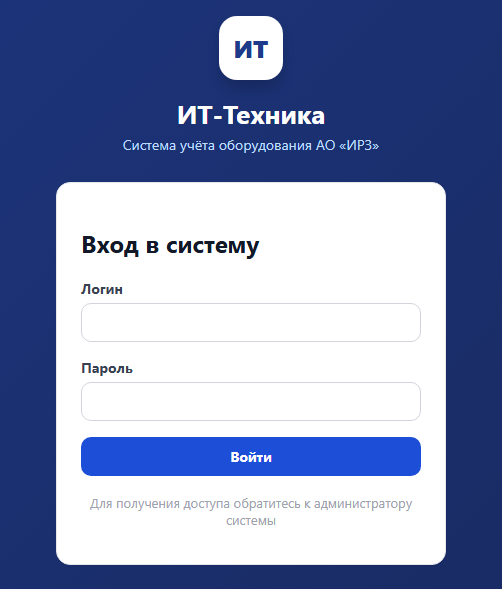 ИТ
ИТ-Техника
Система учёта оборудования АО «ИРЗ»
Вход в систему
Логин
Пароль
Войти
Для получения доступа обратитесь к администратору
системы